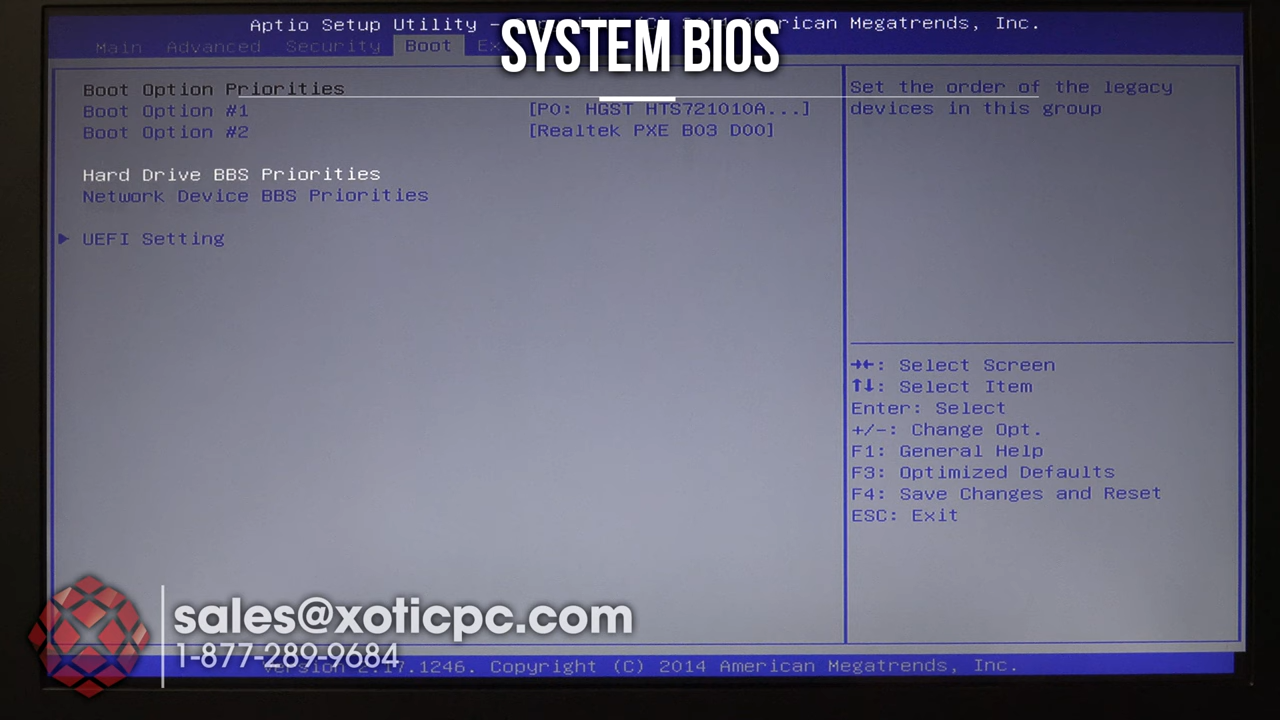 SYSTEM BIOS
Aptio Setup Utility - (C) 2014 American Megatrends, Inc.
Main Advanced Security Boot
Boot Option Priorities
Boot Option #1 [P0: HGST HTS721010A...]
Boot Option #2 [Realtek PXE B03 D00]
Hard Drive BBS Priorities
Network Device BBS Priorities
UEFI Setting
Set the order of the legacy
devices in this group
→←: Select Screen
↑↓: Select Item
Enter: Select
+/-: Change Opt.
F1: General Help
F3: Optimized Defaults
F4: Save Changes and Reset
ESC: Exit
sales@xoticpc.com
1-877-289-9684
Version 2.17.1246. Copyright (C) 2014 American Megatrends, Inc.